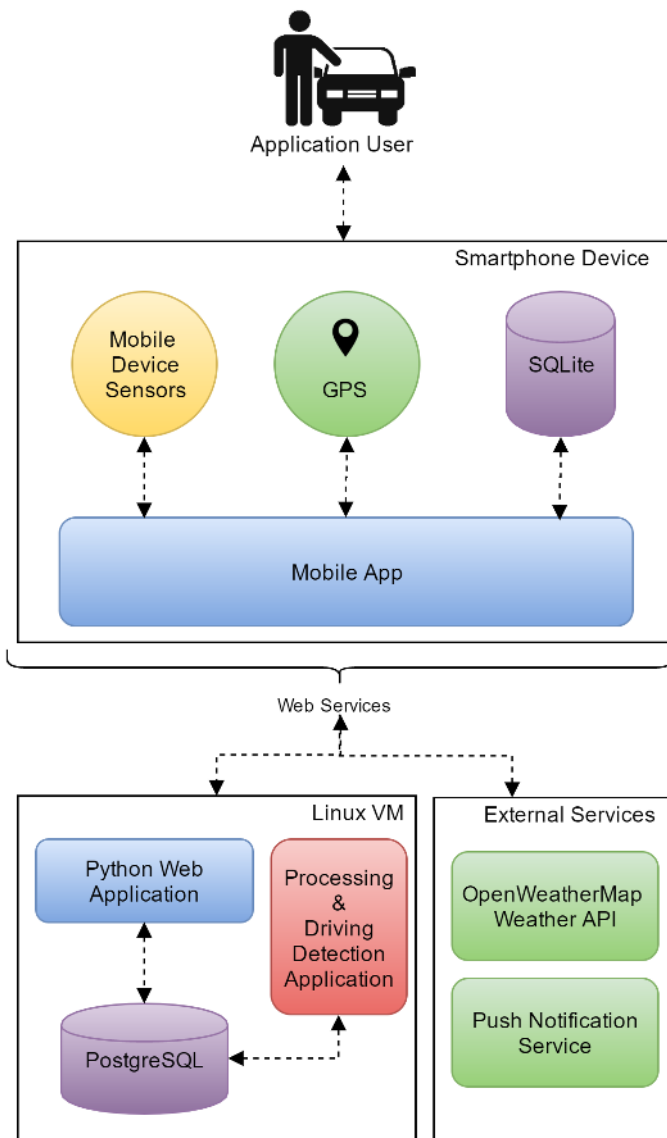 Application User
Smartphone Device
Mobile
Device
Sensors
GPS
SQLite
Mobile App
Web Services
Linux VM
Python Web
Application
Processing
&
Driving
Detection
Application
PostgreSQL
External Services
OpenWeatherMap
Weather API
Push Notification
Service